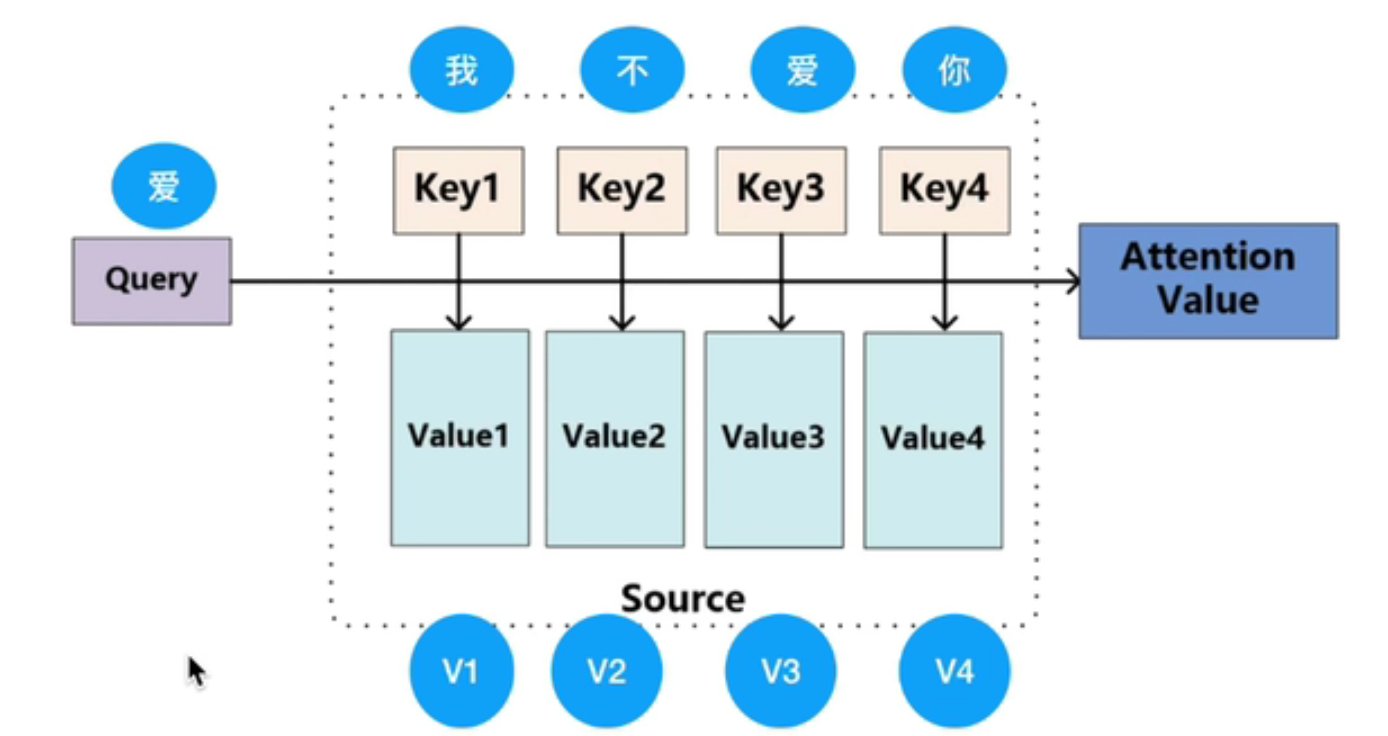 我 不 爱 你
爱
Key1 Key2 Key3 Key4
Query
Attention
Value
Value1 Value2 Value3 Value4
Source
V1 V2 V3 V4